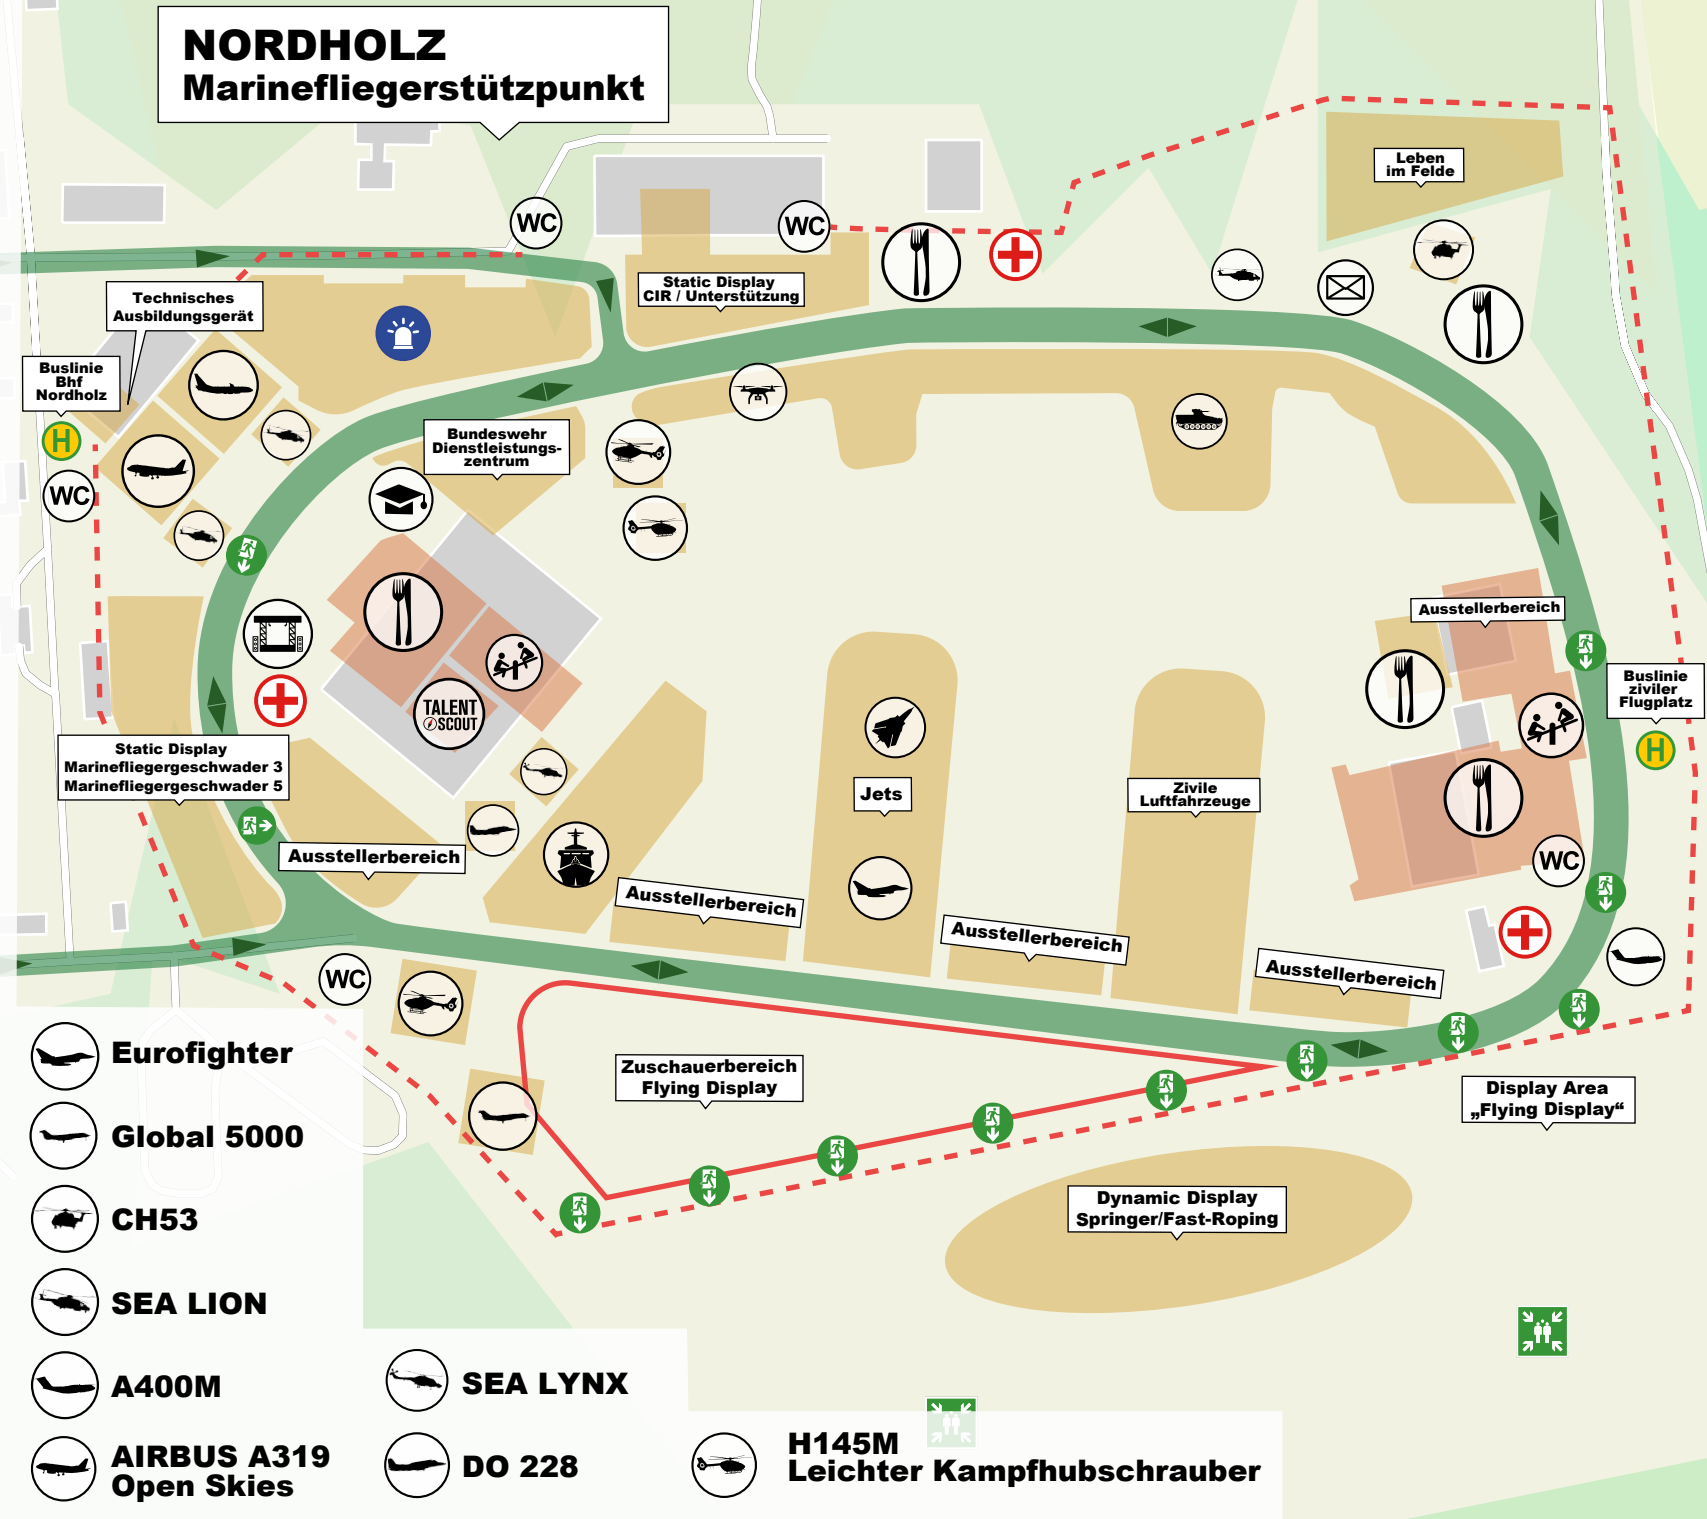 NORDHOLZ
Marinefliegerstützpunkt
Leben
im Felde
WC
WC
Static Display
CIR / Unterstützung
Technisches
Ausbildungsgerät
Buslinie
Bhf
Nordholz
H
WC
Bundeswehr
Dienstleistungs-
zentrum
Ausstellerbereich
Buslinie
ziviler
Flugplatz
H
TALENT
SCOUT
Static Display
Marinefliegergeschwader 3
Marinefliegergeschwader 5
Jets
Zivile
Luftfahrzeuge
Ausstellerbereich
WC
Ausstellerbereich
Ausstellerbereich
Ausstellerbereich
WC
Zuschauerbereich
Flying Display
Display Area
„Flying Display“
Dynamic Display
Springer/Fast-Roping
Eurofighter
Global 5000
CH53
SEA LION
A400M
AIRBUS A319
Open Skies
SEA LYNX
DO 228
H145M
Leichter Kampfhubschrauber